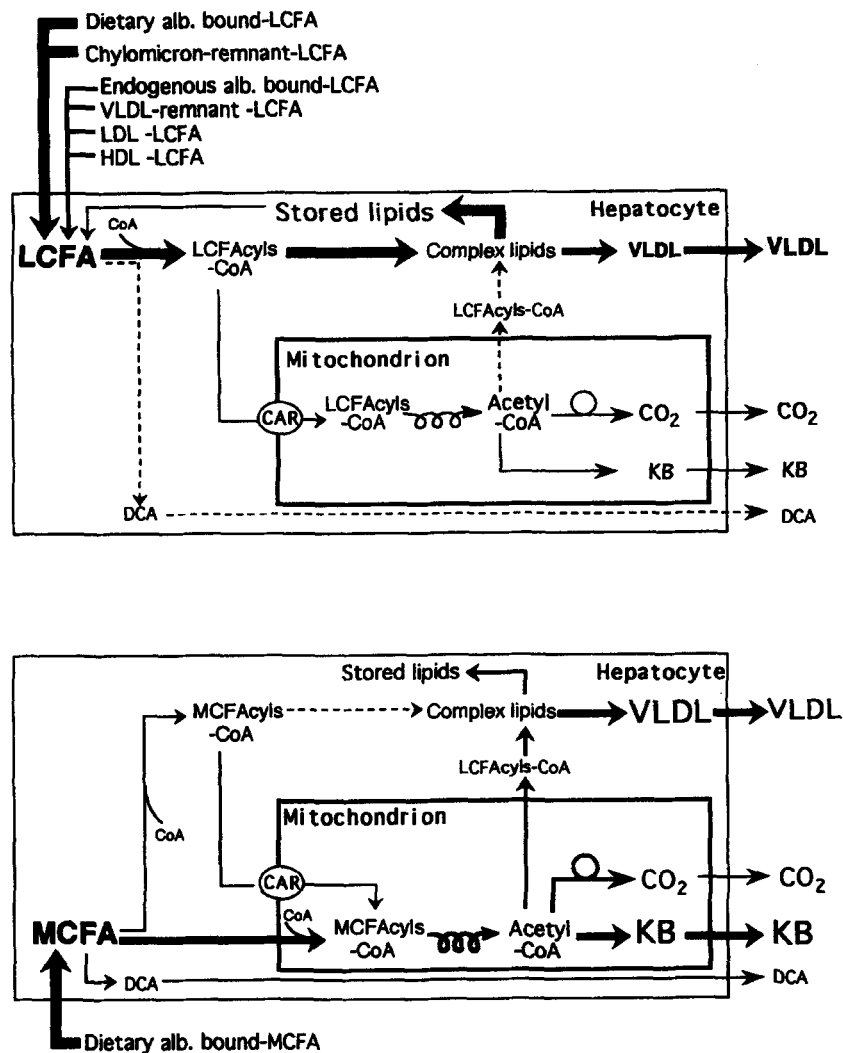 Dietary alb. bound-LCFA
Chylomicron-remnant-LCFA
Endogenous alb. bound-LCFA
VLDL-remnant -LCFA
LDL -LCFA
HDL -LCFA
Stored lipids
Hepatocyte
CoA
LCFA
LCFAcyls
-CoA
Complex lipids
VLDL
VLDL
LCFAcyls-CoA
Mitochondrion
CAR
LCFAcyls
-CoA
Acetyl
-CoA
CO2
CO2
KB
KB
DCA
DCA
Stored lipids
Hepatocyte
MCFAcyls
-CoA
Complex lipids
VLDL
VLDL
LCFAcyls-CoA
CoA
Mitochondrion
CAR
CO2
CO2
CoA
MCFA
MCFAcyls
-CoA
Acetyl
-CoA
KB
KB
DCA
DCA
Dietary alb. bound-MCFA